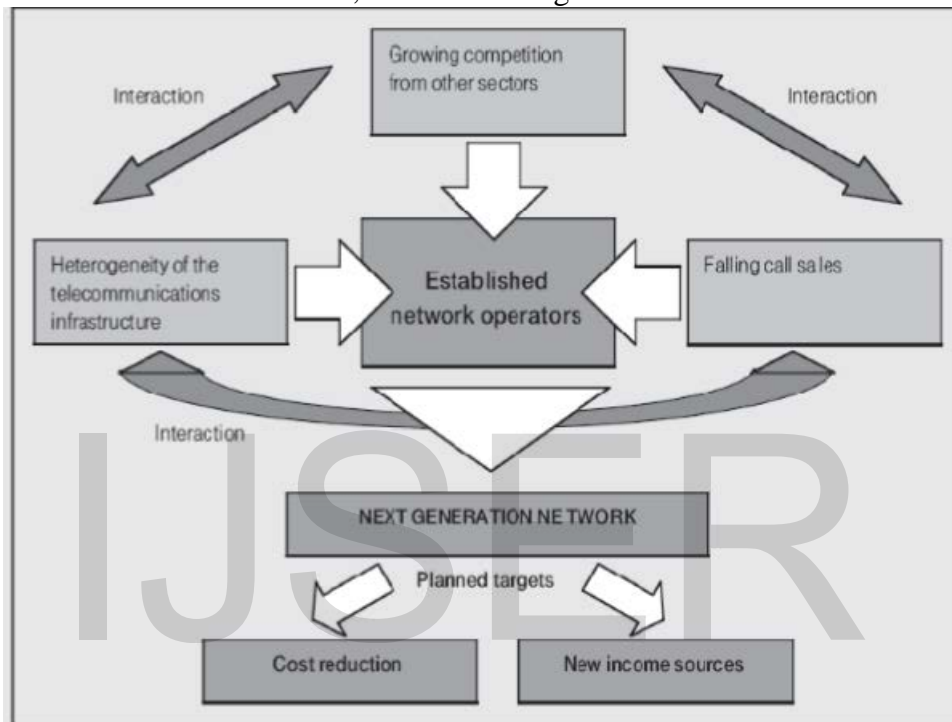 Growing competition
from other sectors
Interaction
Interaction
Heterogeneity of the
telecommunications
infrastructure
Established
network operators
Falling call sales
Interaction
NEXT GENERATION NETWORK
Planned targets
Cost reduction
New income sources
IJSER